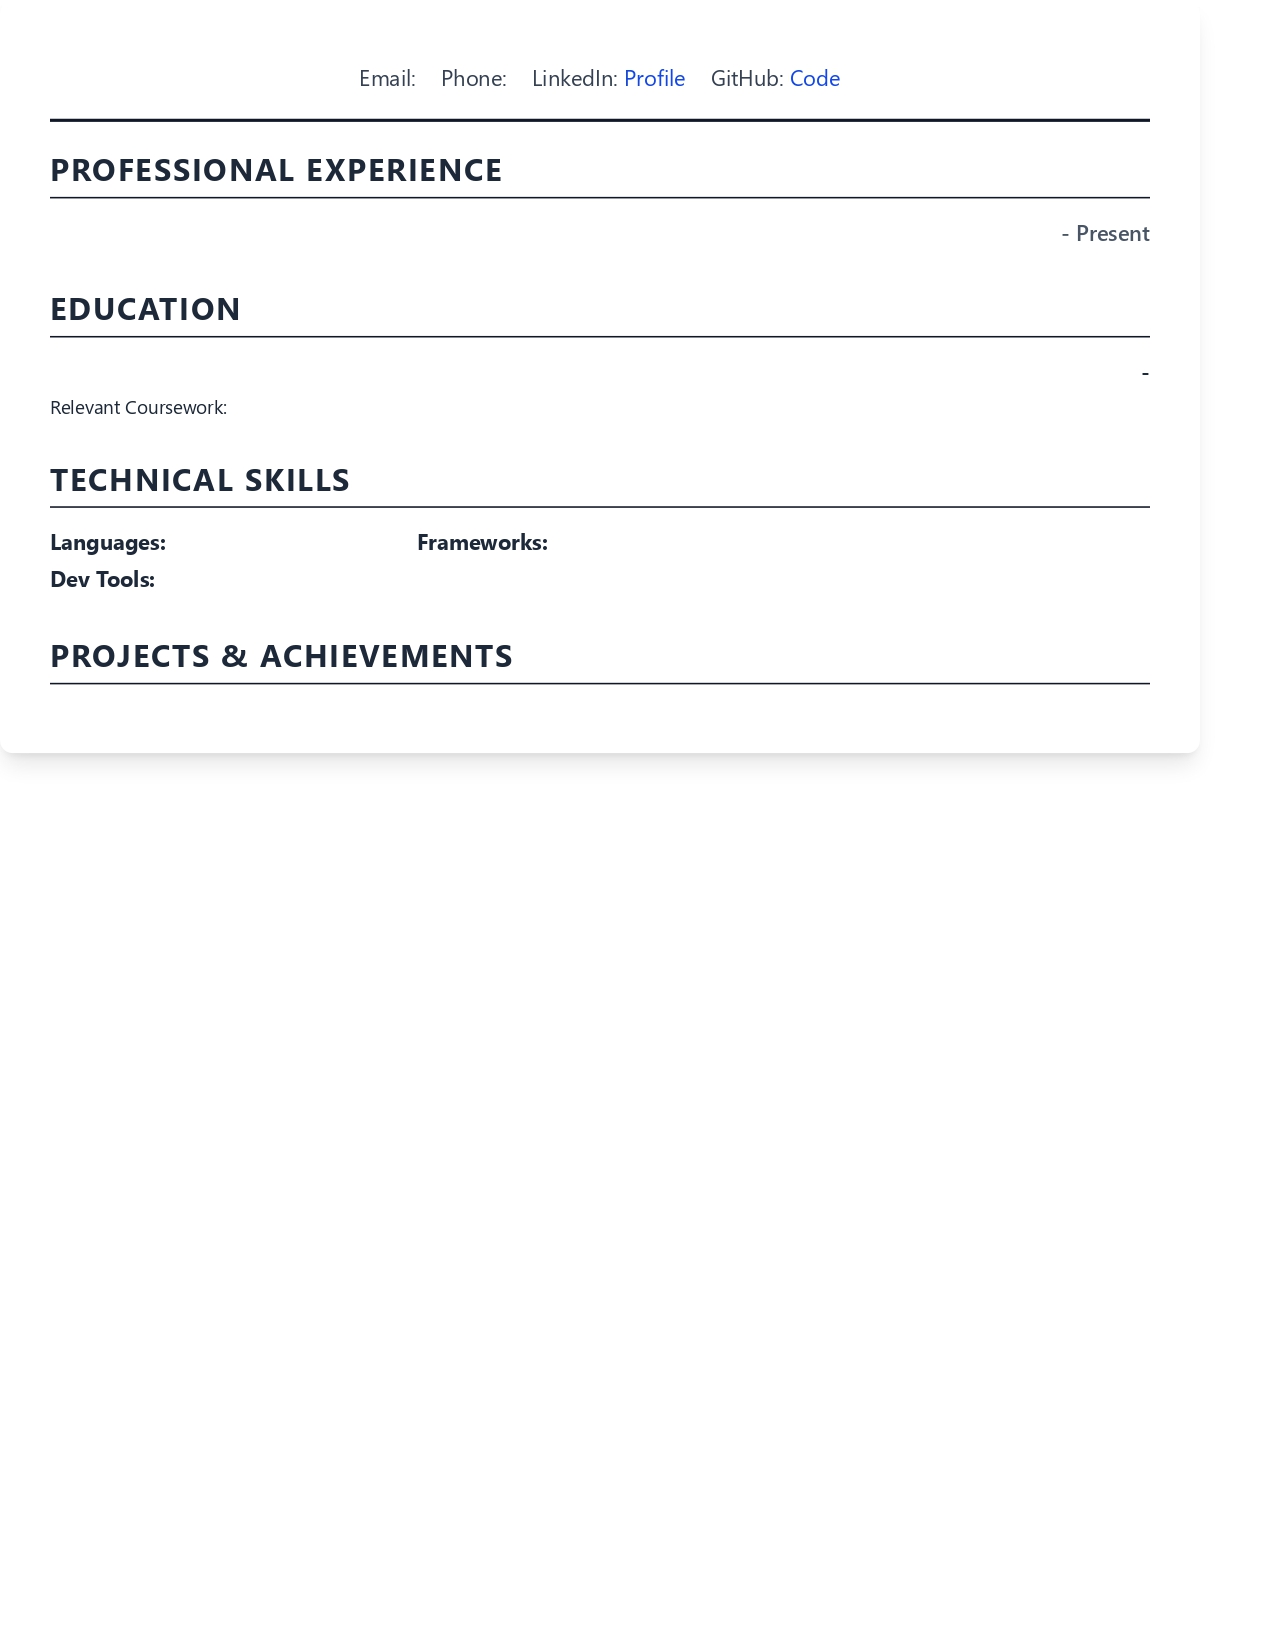 Email: Phone: LinkedIn: Profile GitHub: Code
PROFESSIONAL EXPERIENCE
- Present
EDUCATION
-
Relevant Coursework:
TECHNICAL SKILLS
Languages: Frameworks:
Dev Tools:
PROJECTS & ACHIEVEMENTS